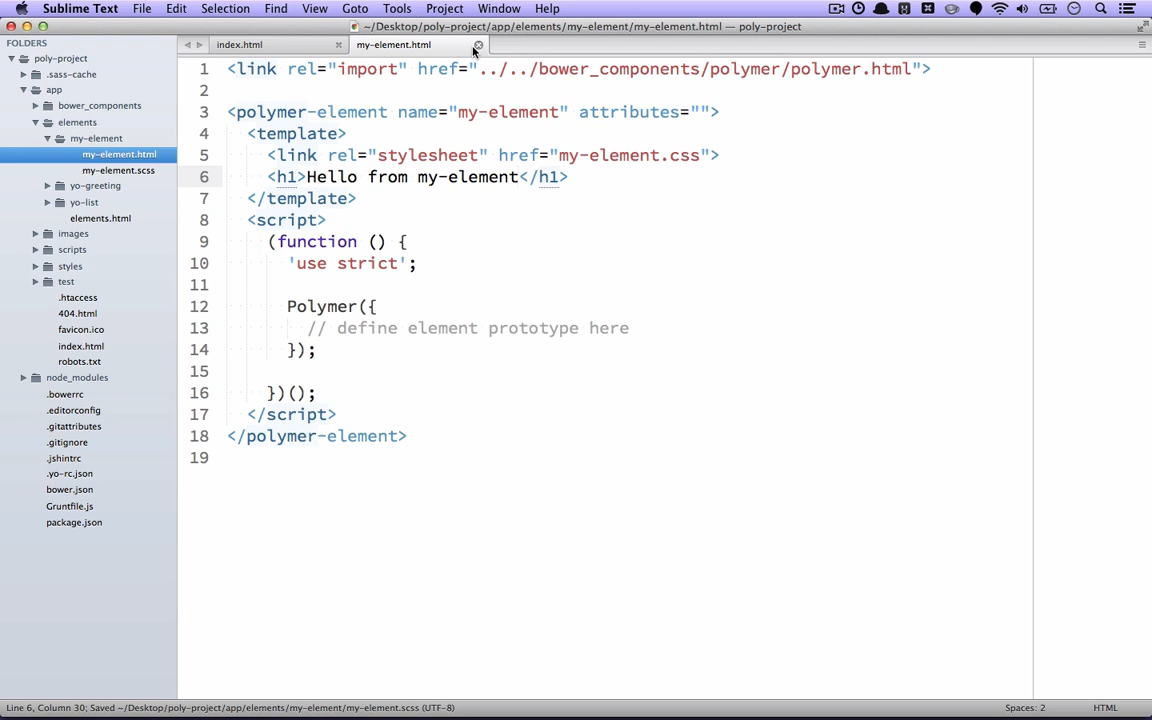 Sublime Text File Edit Selection Find View Goto Tools Project Window Help
~/Desktop/poly-project/app/elements/my-element/my-element.html — poly-project
FOLDERS
poly-project
.sass-cache
app
bower_components
elements
my-element
my-element.html
my-element.scss
yo-greeting
yo-list
elements.html
images
scripts
styles
test
.htaccess
404.html
favicon.ico
index.html
robots.txt
node_modules
.bowerrc
.editorconfig
.gitattributes
.gitignore
.jshintrc
.yo-rc.json
bower.json
Gruntfile.js
package.json
index.html my-element.html
1 <link rel="import" href="../../bower_components/polymer/polymer.html">
2
3 <polymer-element name="my-element" attributes="">
4 <template>
5 <link rel="stylesheet" href="my-element.css">
6 <h1>Hello from my-element</h1>
7 </template>
8 <script>
9 (function () {
10 'use strict';
11
12 Polymer({
13 // define element prototype here
14 });
15
16 })();
17 </script>
18 </polymer-element>
19
Line 6, Column 30; Saved ~/Desktop/poly-project/app/elements/my-element/my-element.scss (UTF-8) Spaces: 2 HTML